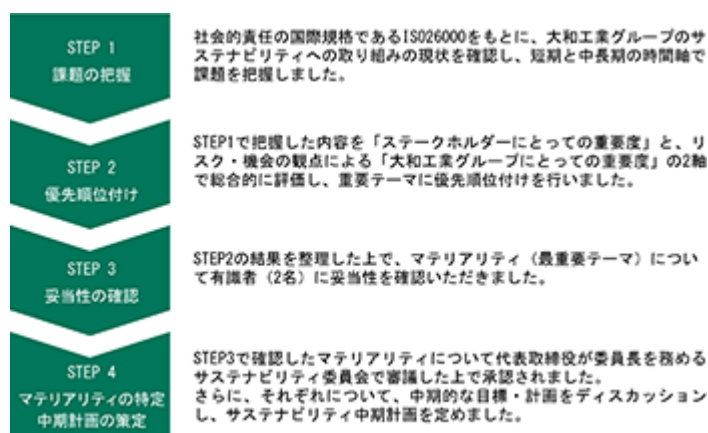 STEP 1
課題の把握
社会的責任の国際規格であるISO26000をもとに、大和工業グループのサ
ステナビリティへの取り組みの現状を確認し、短期と中長期の時間軸で
課題を把握しました。
STEP 2
優先順位付け
STEP1で把握した内容を「ステークホルダーにとっての重要度」と、リ
スク・機会の観点による「大和工業グループにとっての重要度」の2軸
で総合的に評価し、重要テーマに優先順位付けを行いました。
STEP 3
妥当性の確認
STEP2の結果を整理した上で、マテリアリティ（最重要テーマ）につい
て有識者（2名）に妥当性を確認いただきました。
STEP 4
マテリアリティの特定
中期計画の策定
STEP3で確認したマテリアリティについて代表取締役が委員長を務める
サステナビリティ委員会で審議した上で承認されました。
さらに、それぞれについて、中期的な目標・計画をディスカッション
し、サステナビリティ中期計画を定めました。